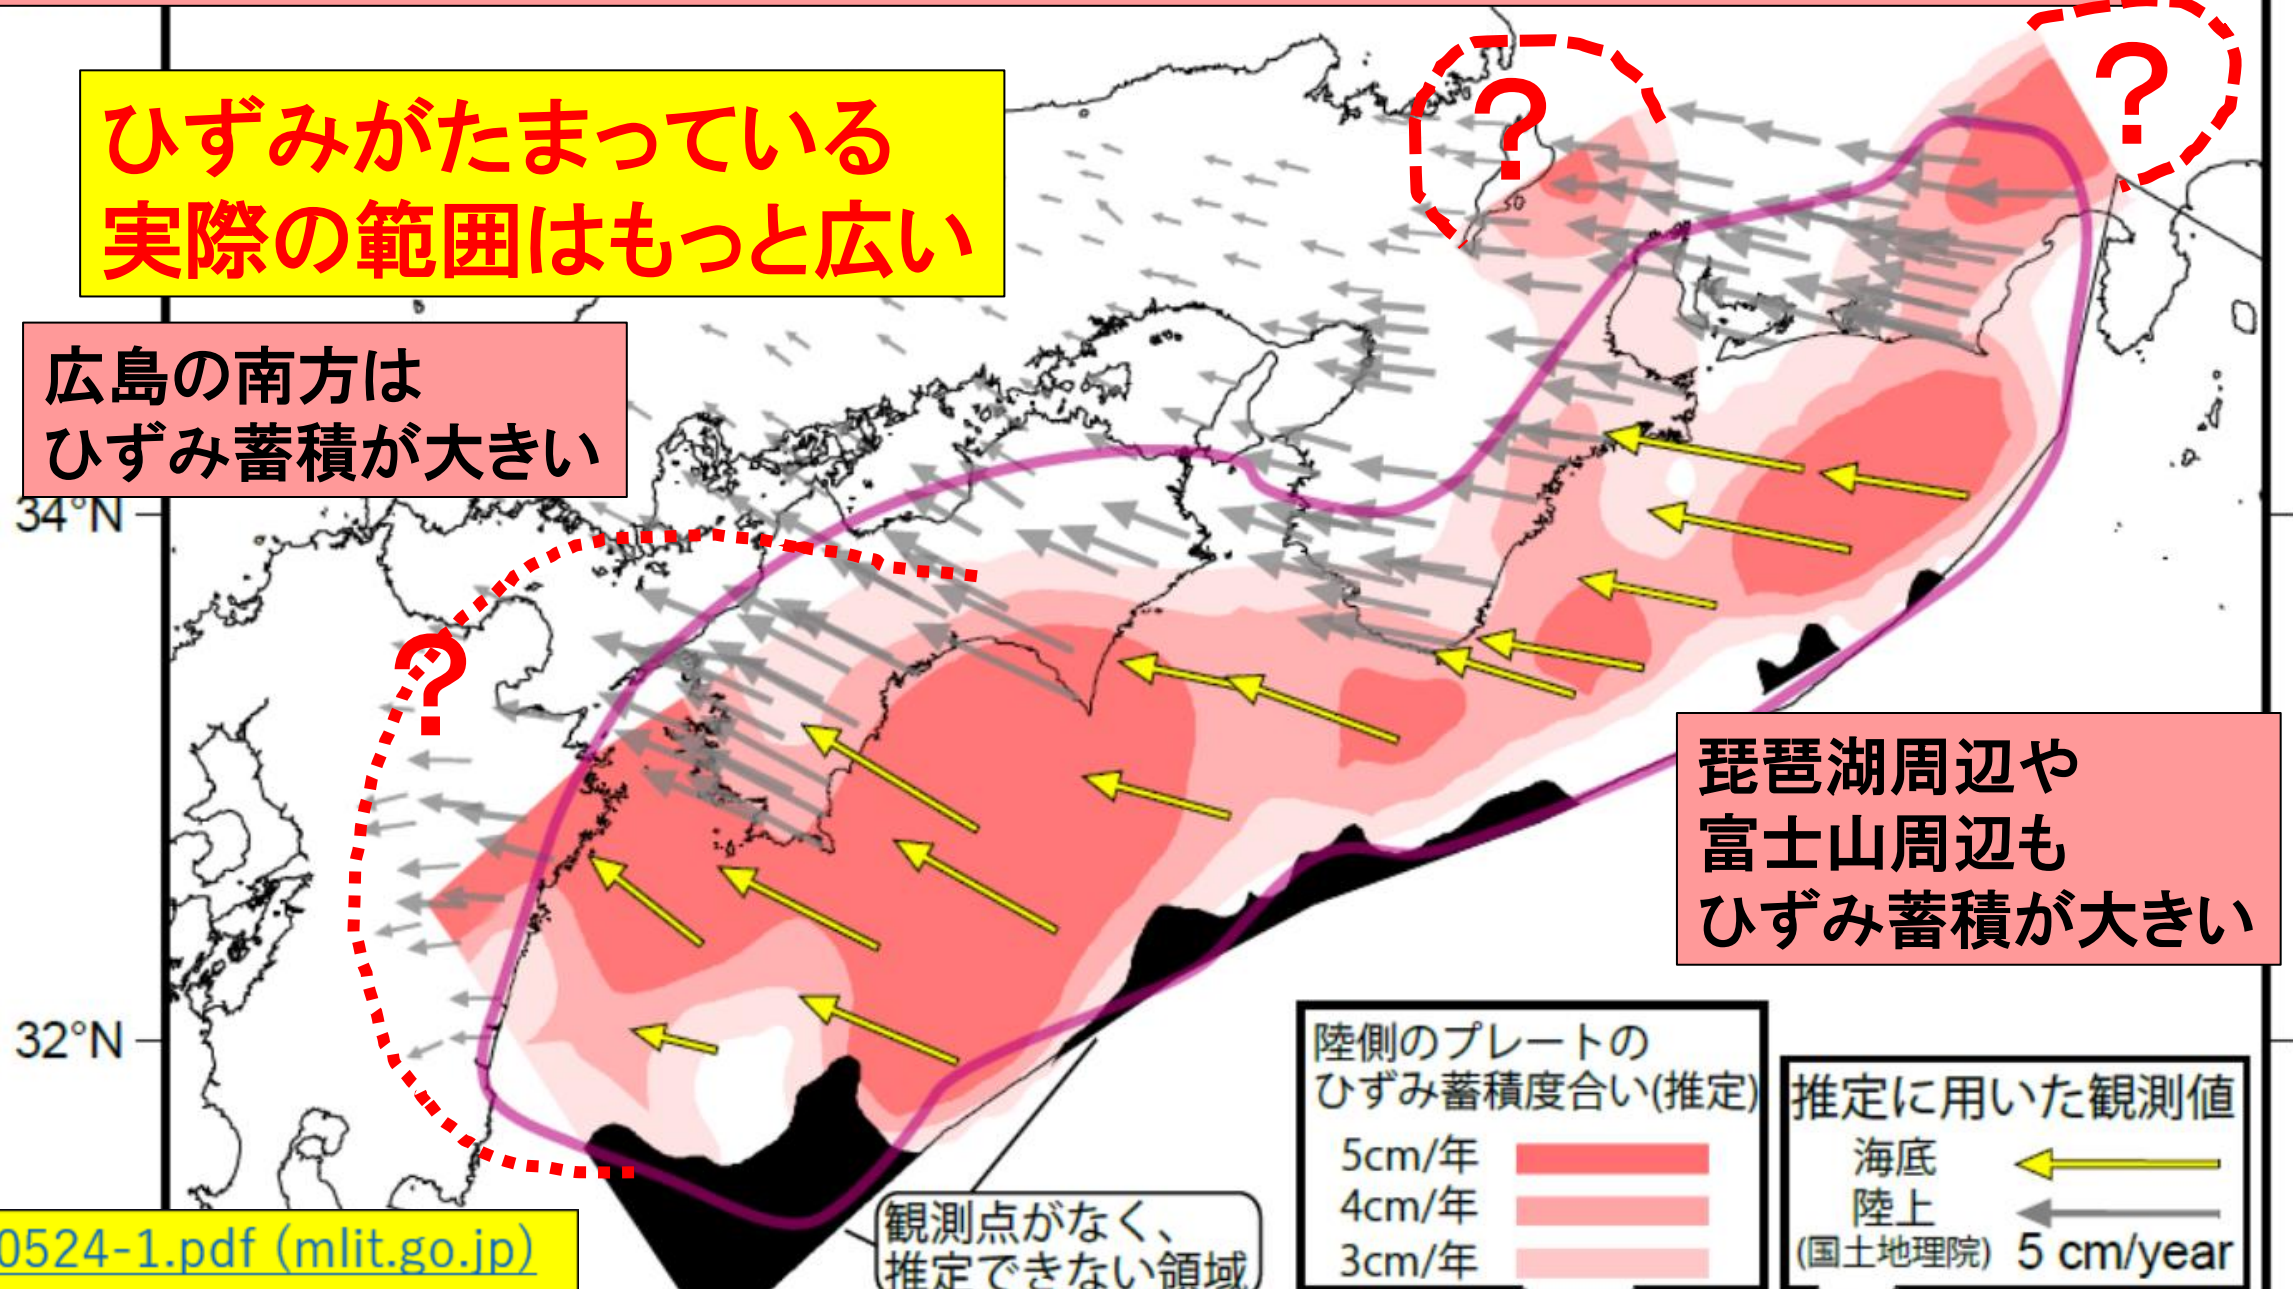 ?
?
ひずみがたまっている
実際の範囲はもっと広い
広島の南方は
ひずみ蓄積が大きい
34°N
?
琵琶湖周辺や
富士山周辺も
ひずみ蓄積が大きい
32°N
陸側のプレートの
ひずみ蓄積度合い(推定)
5cm/年
4cm/年
3cm/年
推定に用いた観測値
海底
陸上
(国土地理院) 5 cm/year
観測点がなく、
推定できない領域
0524-1.pdf (mlit.go.jp)